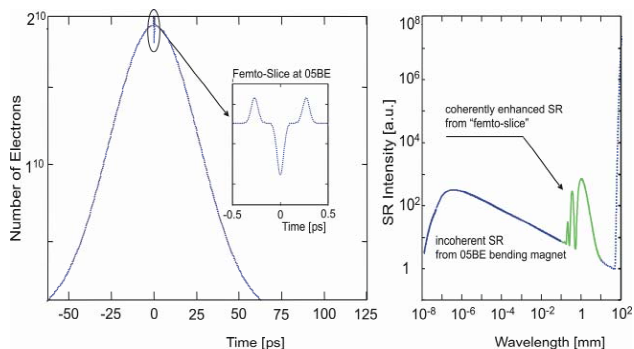 2¹⁰
1¹⁰
Number of Electrons
-50
-25
0
25
50
75
100
125
Time [ps]
Femto-Slice at 05BE
-0.5
0
0.5
Time [ps]
10⁸
10⁶
10⁴
10²
1
SR Intensity [a.u.]
coherently enhanced SR
from “femto-slice”
incoherent SR
from 05BE bending magnet
10⁻⁸
10⁻⁶
10⁻⁴
10⁻²
1
10²
Wavelength [mm]